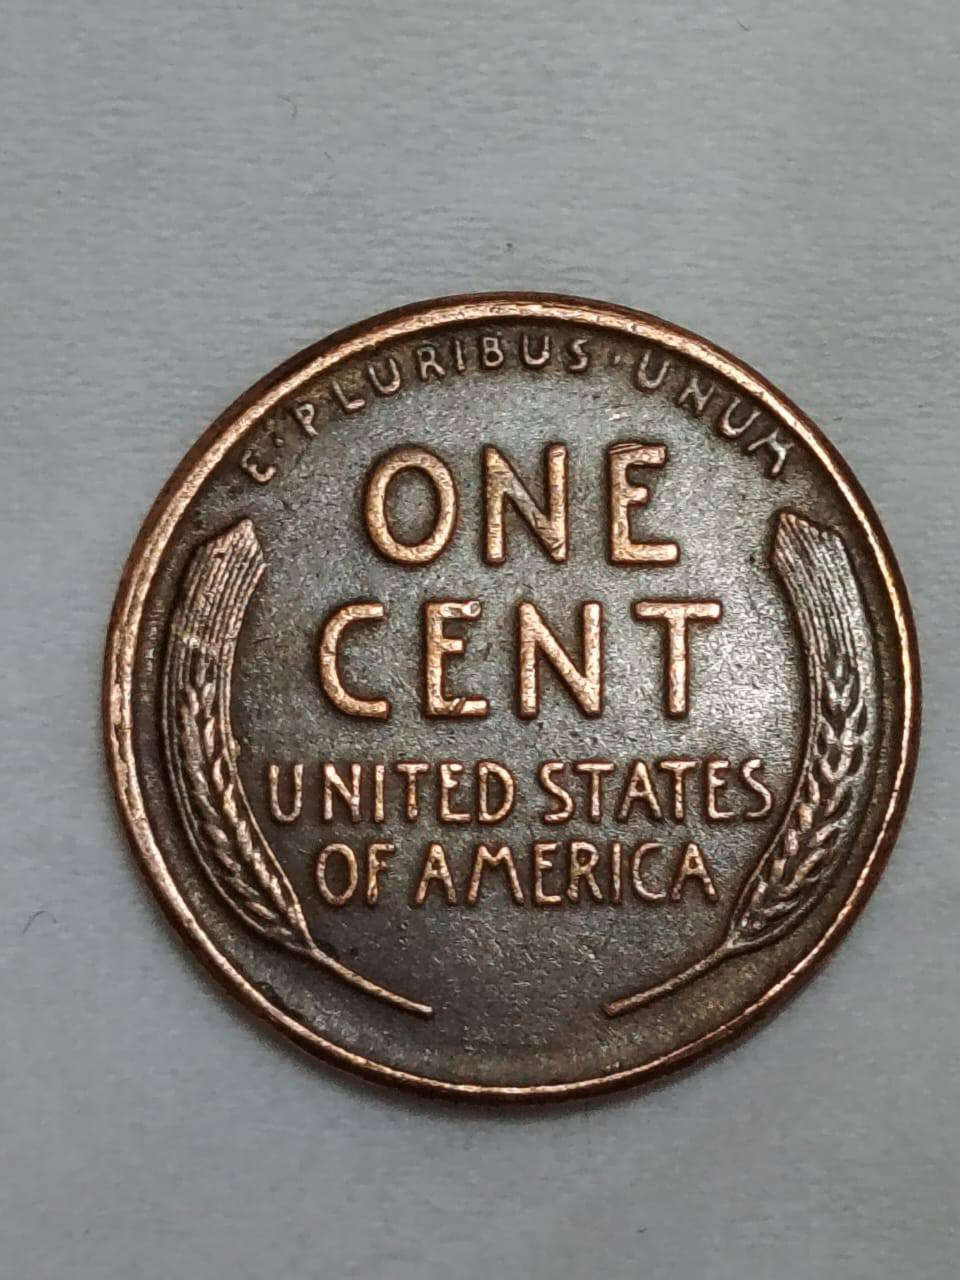 E·PLURIBUS·UNUM
ONE
CENT
UNITED STATES
OF AMERICA